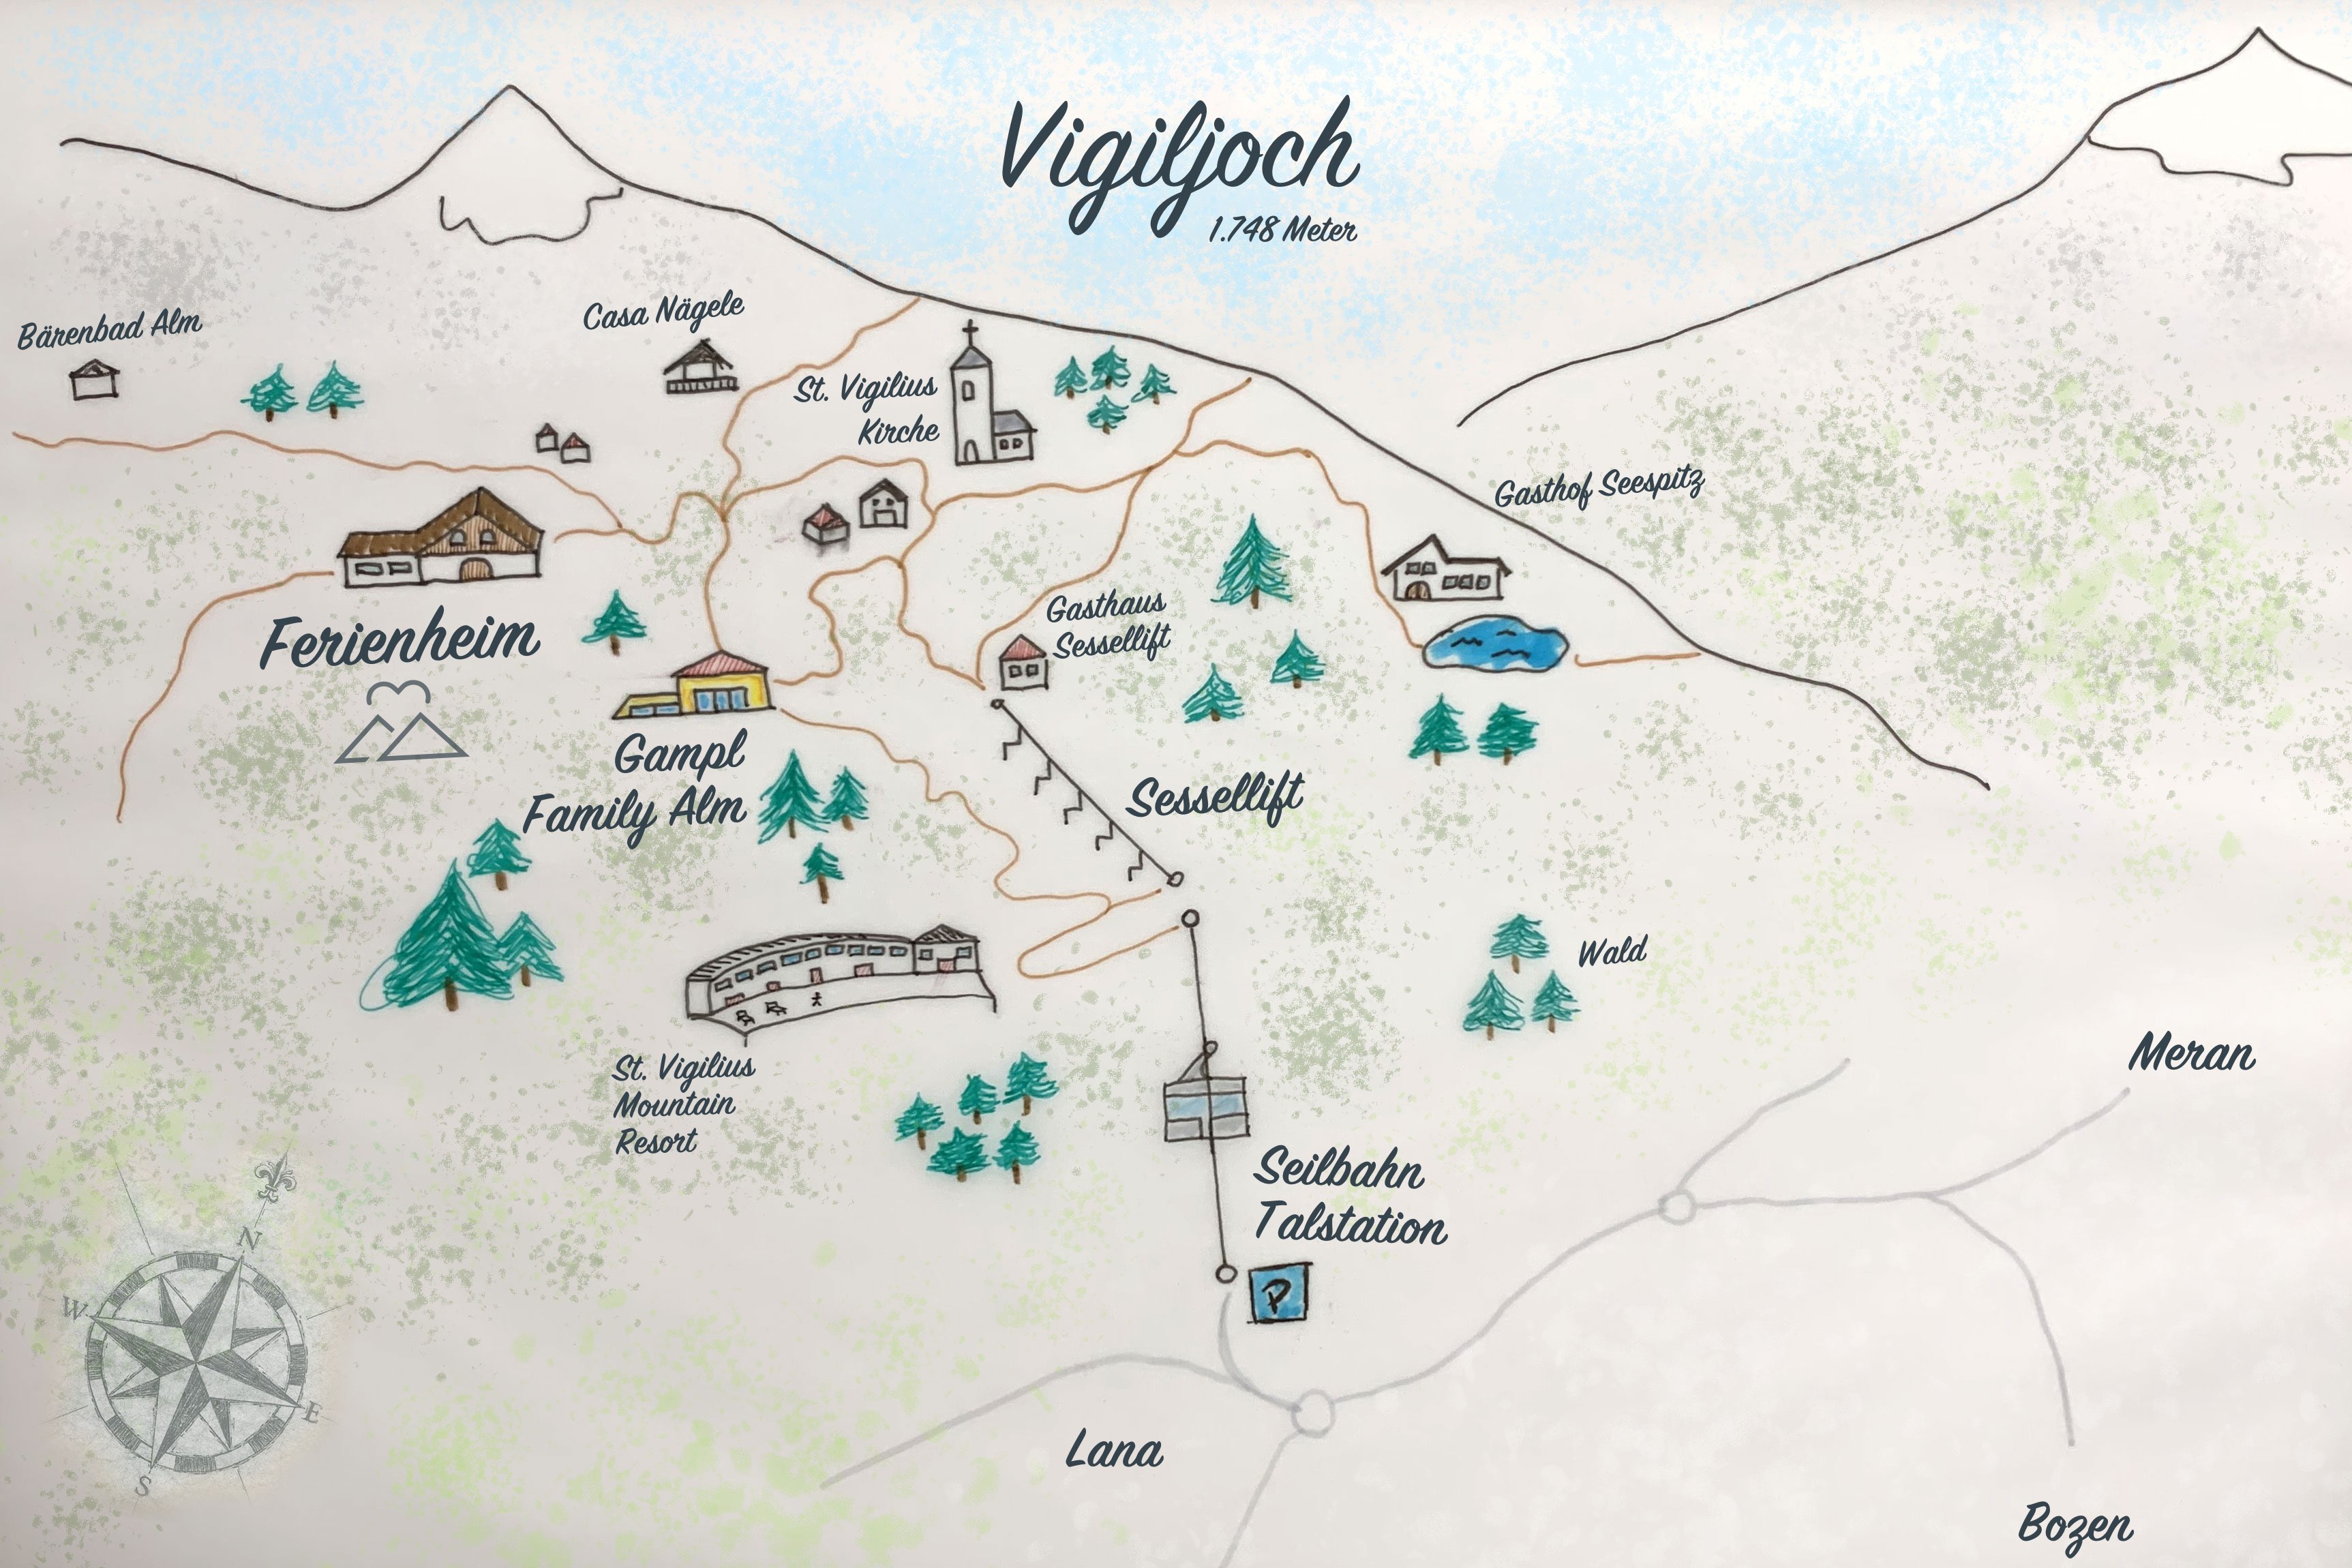 Vigiljoch
1.748 Meter
Bärenbad Alm
Casa Nägele
St. Vigilius
Kirche
Gasthof Seespitz
Ferienheim
Gasthaus
Sessellift
Gampl
Family Alm
Sessellift
Wald
St. Vigilius
Mountain
Resort
Meran
Seilbahn
Talstation
P
N
W
E
S
Lana
Bozen